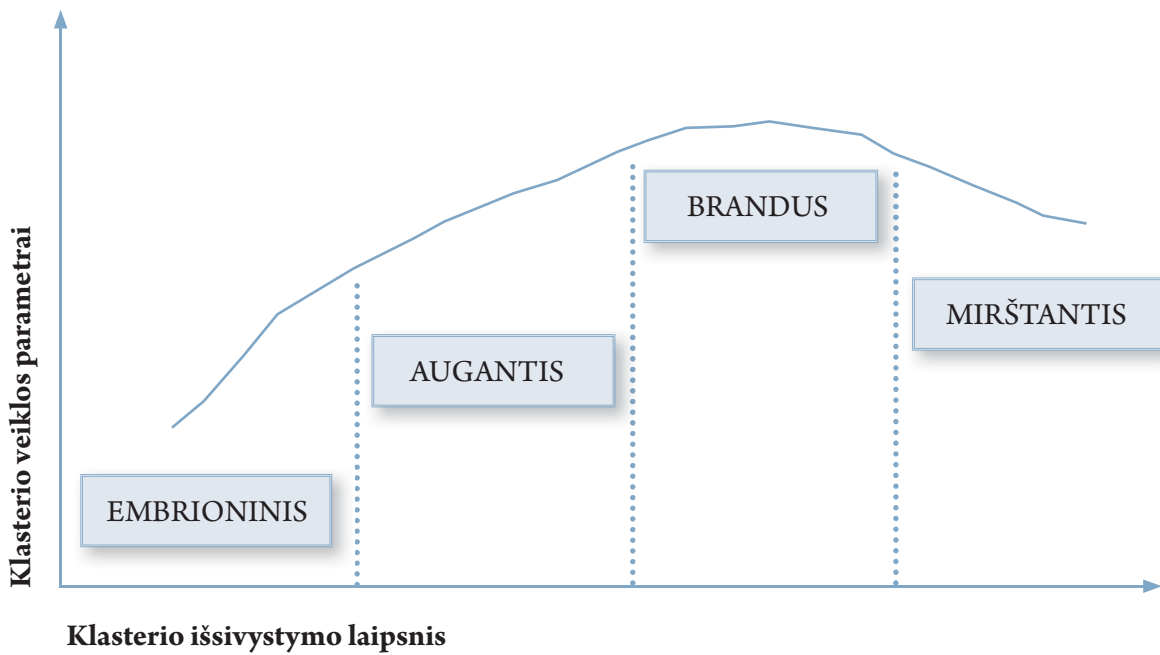 Klasterio veiklos parametrai
BRANDUS
MIRŠTANTIS
AUGANTIS
EMBRIONINIS
Klasterio išsivystymo laipsnis